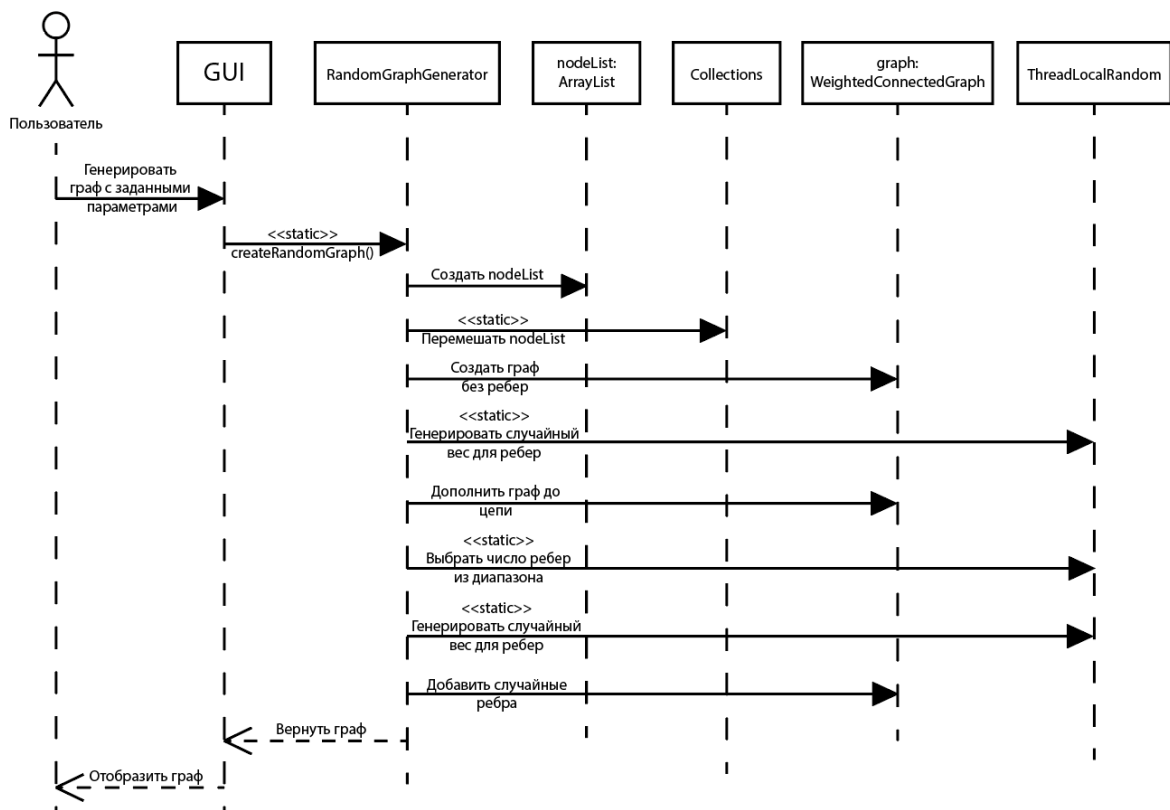 Пользователь
GUI
RandomGraphGenerator
nodeList:
ArrayList
Collections
graph:
WeightedConnectedGraph
ThreadLocalRandom
Генерировать
граф с заданными
параметрами
<<static>>
createRandomGraph()
Создать nodeList
<<static>>
Перемешать nodeList
Создать граф
без ребер
<<static>>
Генерировать случайный
вес для ребер
Дополнить граф до
цепи
<<static>>
Выбрать число ребер
из диапазона
<<static>>
Генерировать случайный
вес для ребер
Добавить случайные
ребра
Вернуть граф
Отобразить граф